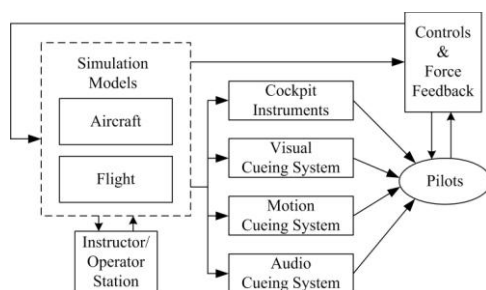 Simulation
Models
Aircraft
Flight
Instructor/
Operator
Station
Cockpit
Instruments
Visual
Cueing System
Motion
Cueing System
Audio
Cueing System
Controls
&
Force
Feedback
Pilots